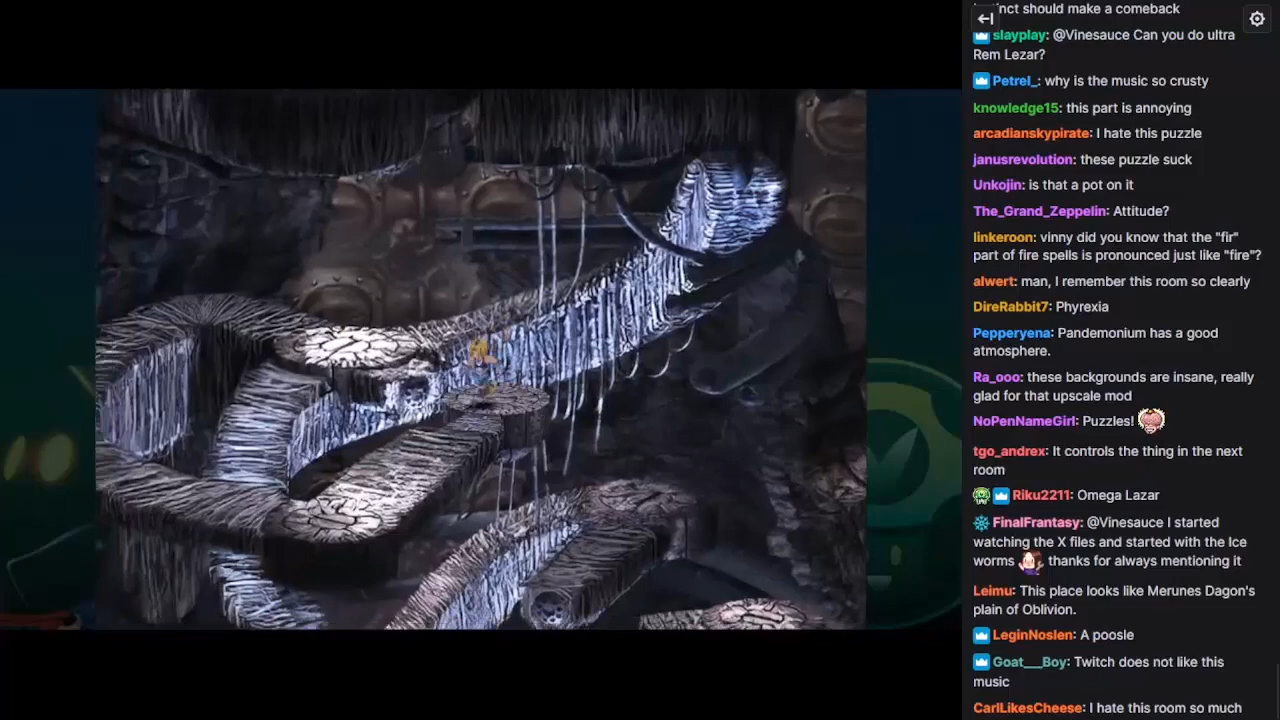 inct should make a comeback
slayplay: @Vinesauce Can you do ultra
Rem Lezar?
Petrel_: why is the music so crusty
knowledge15: this part is annoying
arcadianskypirate: I hate this puzzle
janusrevolution: these puzzle suck
Unkojin: is that a pot on it
The_Grand_Zeppelin: Attitude?
linkeroon: vinny did you know that the "fir"
part of fire spells is pronounced just like "fire"?
alwert: man, I remember this room so clearly
DireRabbit7: Phyrexia
Pepperyena: Pandemonium has a good
atmosphere.
Ra_ooo: these backgrounds are insane, really
glad for that upscale mod
NoPenNameGirl: Puzzles!
tgo_andrex: It controls the thing in the next
room
Riku2211: Omega Lazar
FinalFrantasy: @Vinesauce I started
watching the X files and started with the Ice
worms thanks for always mentioning it
Leimu: This place looks like Merunes Dagon's
plain of Oblivion.
LeginNoslen: A poosle
Goat___Boy: Twitch does not like this
music
CarlLikesCheese: I hate this room so much